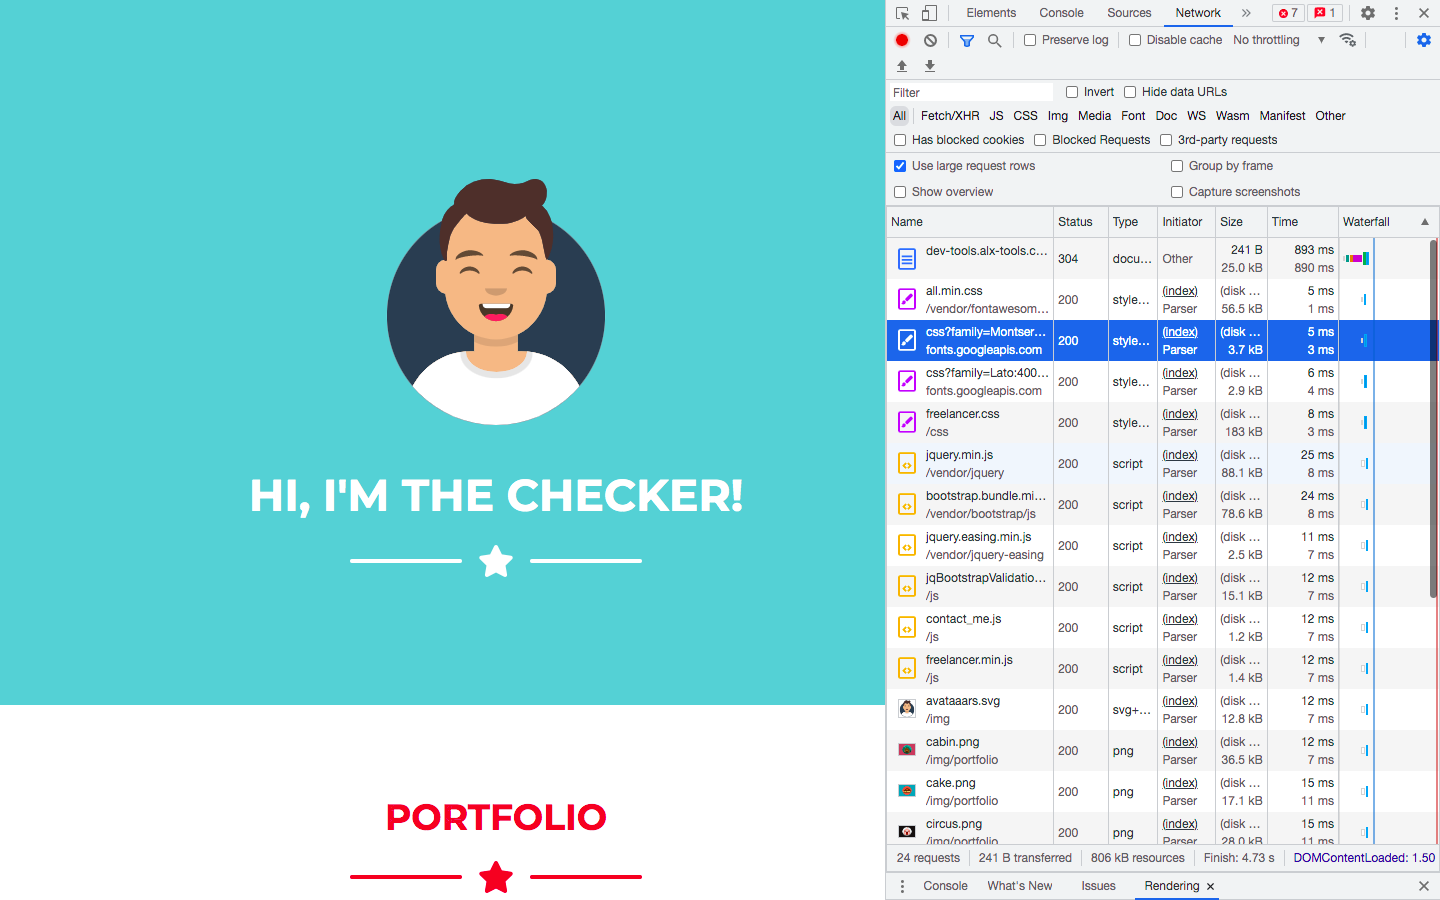 HI, I'M THE CHECKER!
PORTFOLIO
Elements Console Sources Network » 7 1
Preserve log Disable cache No throttling
Filter Invert Hide data URLs
All Fetch/XHR JS CSS Img Media Font Doc WS Wasm Manifest Other
Has blocked cookies Blocked Requests 3rd-party requests
Use large request rows Group by frame
Show overview Capture screenshots
Name Status Type Initiator Size Time Waterfall
dev-tools.alx-tools.c… 304 docu… Other 241 B 893 ms
25.0 kB 890 ms
all.min.css 200 style… (index) (disk … 5 ms
/vendor/fontawesom… Parser 56.5 kB 1 ms
css?family=Montser… 200 style… (index) (disk … 5 ms
fonts.googleapis.com Parser 3.7 kB 3 ms
css?family=Lato:400… 200 style… (index) (disk … 6 ms
fonts.googleapis.com Parser 2.9 kB 4 ms
freelancer.css 200 style… (index) (disk … 8 ms
/css Parser 183 kB 3 ms
jquery.min.js 200 script (index) (disk … 25 ms
/vendor/jquery Parser 88.1 kB 8 ms
bootstrap.bundle.mi… 200 script (index) (disk … 24 ms
/vendor/bootstrap/js Parser 78.6 kB 8 ms
jquery.easing.min.js 200 script (index) (disk … 11 ms
/vendor/jquery-easing Parser 2.5 kB 7 ms
jqBootstrapValidatio… 200 script (index) (disk … 12 ms
/js Parser 15.1 kB 7 ms
contact_me.js 200 script (index) (disk … 12 ms
/js Parser 1.2 kB 7 ms
freelancer.min.js 200 script (index) (disk … 12 ms
/js Parser 1.4 kB 7 ms
avataaars.svg 200 svg+… (index) (disk … 12 ms
/img Parser 12.8 kB 7 ms
cabin.png 200 png (index) (disk … 12 ms
/img/portfolio Parser 36.5 kB 7 ms
cake.png 200 png (index) (disk … 15 ms
/img/portfolio Parser 17.1 kB 11 ms
circus.png 200 png (index) (disk … 15 ms
/img/portfolio Parser 28.0 kB 11 ms
24 requests 241 B transferred 806 kB resources Finish: 4.73 s DOMContentLoaded: 1.50
Console What's New Issues Rendering